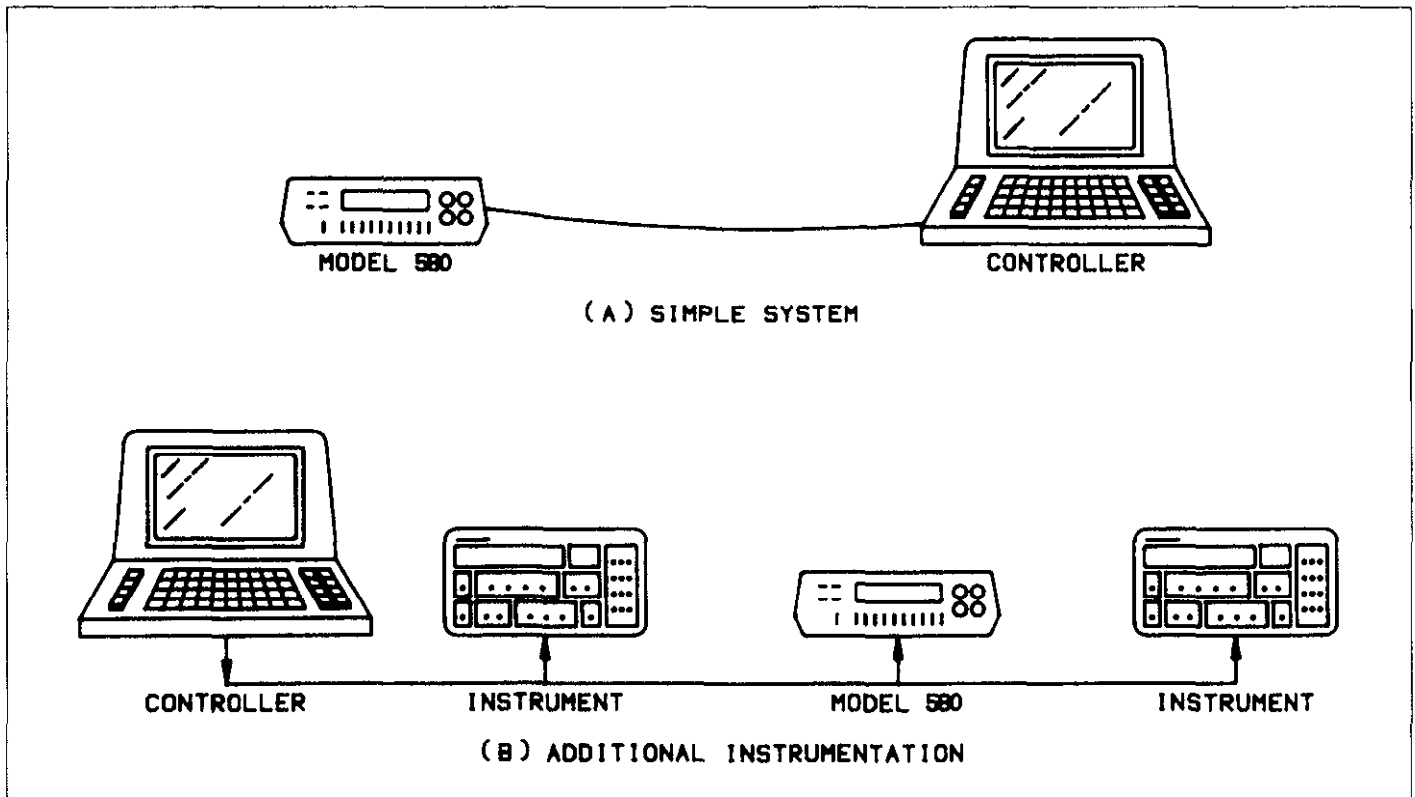 MODEL 580
CONTROLLER
(A) SIMPLE SYSTEM
CONTROLLER
INSTRUMENT
MODEL 580
INSTRUMENT
(B) ADDITIONAL INSTRUMENTATION